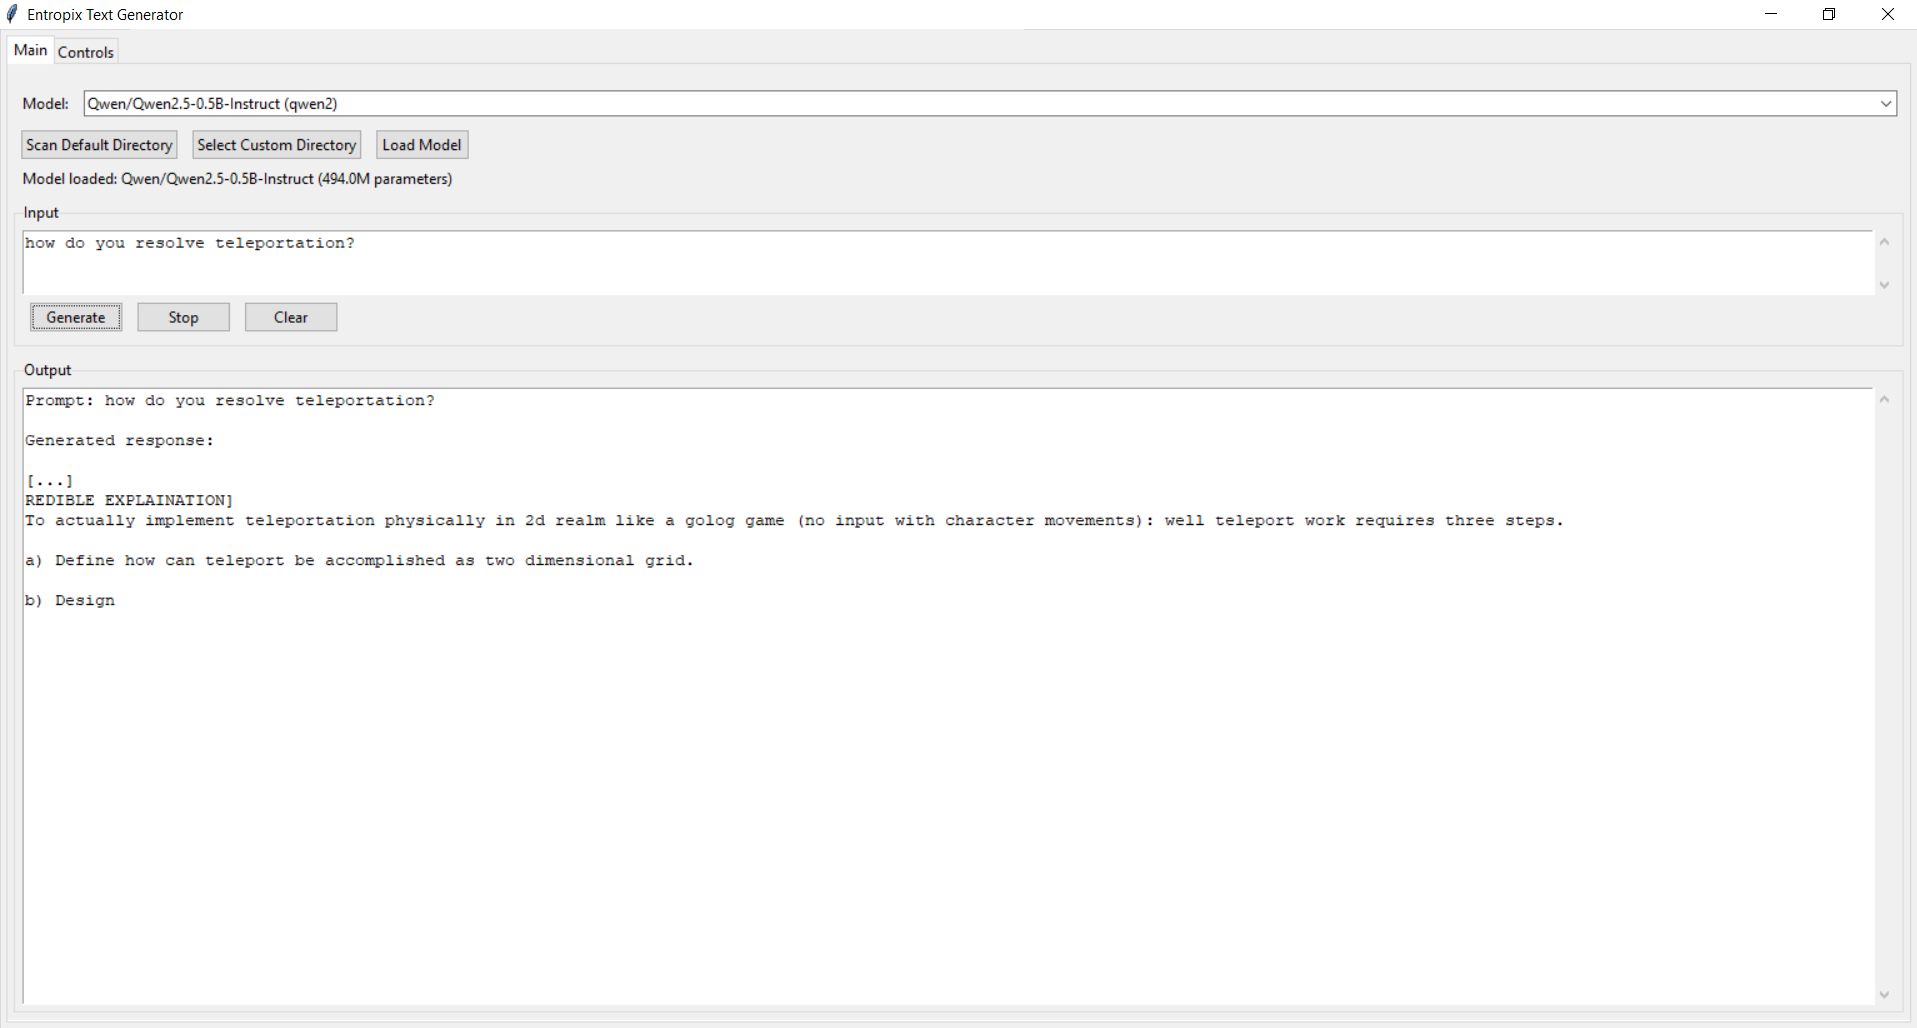 Entropix Text Generator
Main Controls
Model: Qwen/Qwen2.5-0.5B-Instruct (qwen2)
Scan Default Directory Select Custom Directory Load Model
Model loaded: Qwen/Qwen2.5-0.5B-Instruct (494.0M parameters)
Input
how do you resolve teleportation?
Generate Stop Clear
Output
Prompt: how do you resolve teleportation?
Generated response:
[...]
REDIBLE EXPLAINATION]
To actually implement teleportation physically in 2d realm like a golog game (no input with character movements): well teleport work requires three steps.
a) Define how can teleport be accomplished as two dimensional grid.
b) Design